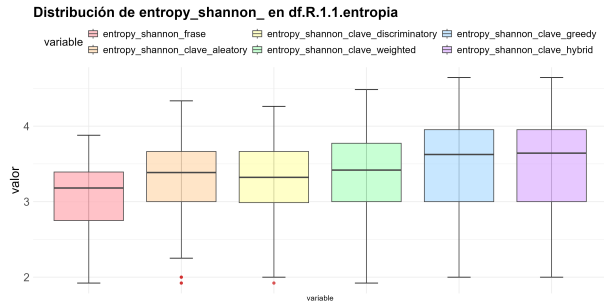 Distribución de entropy_shannon_ en df.R.1.1.entropia
variable
entropy_shannon_frase entropy_shannon_clave_discriminatory entropy_shannon_clave_greedy
entropy_shannon_clave_aleatory entropy_shannon_clave_weighted entropy_shannon_clave_hybrid
valor
4
3
2
variable